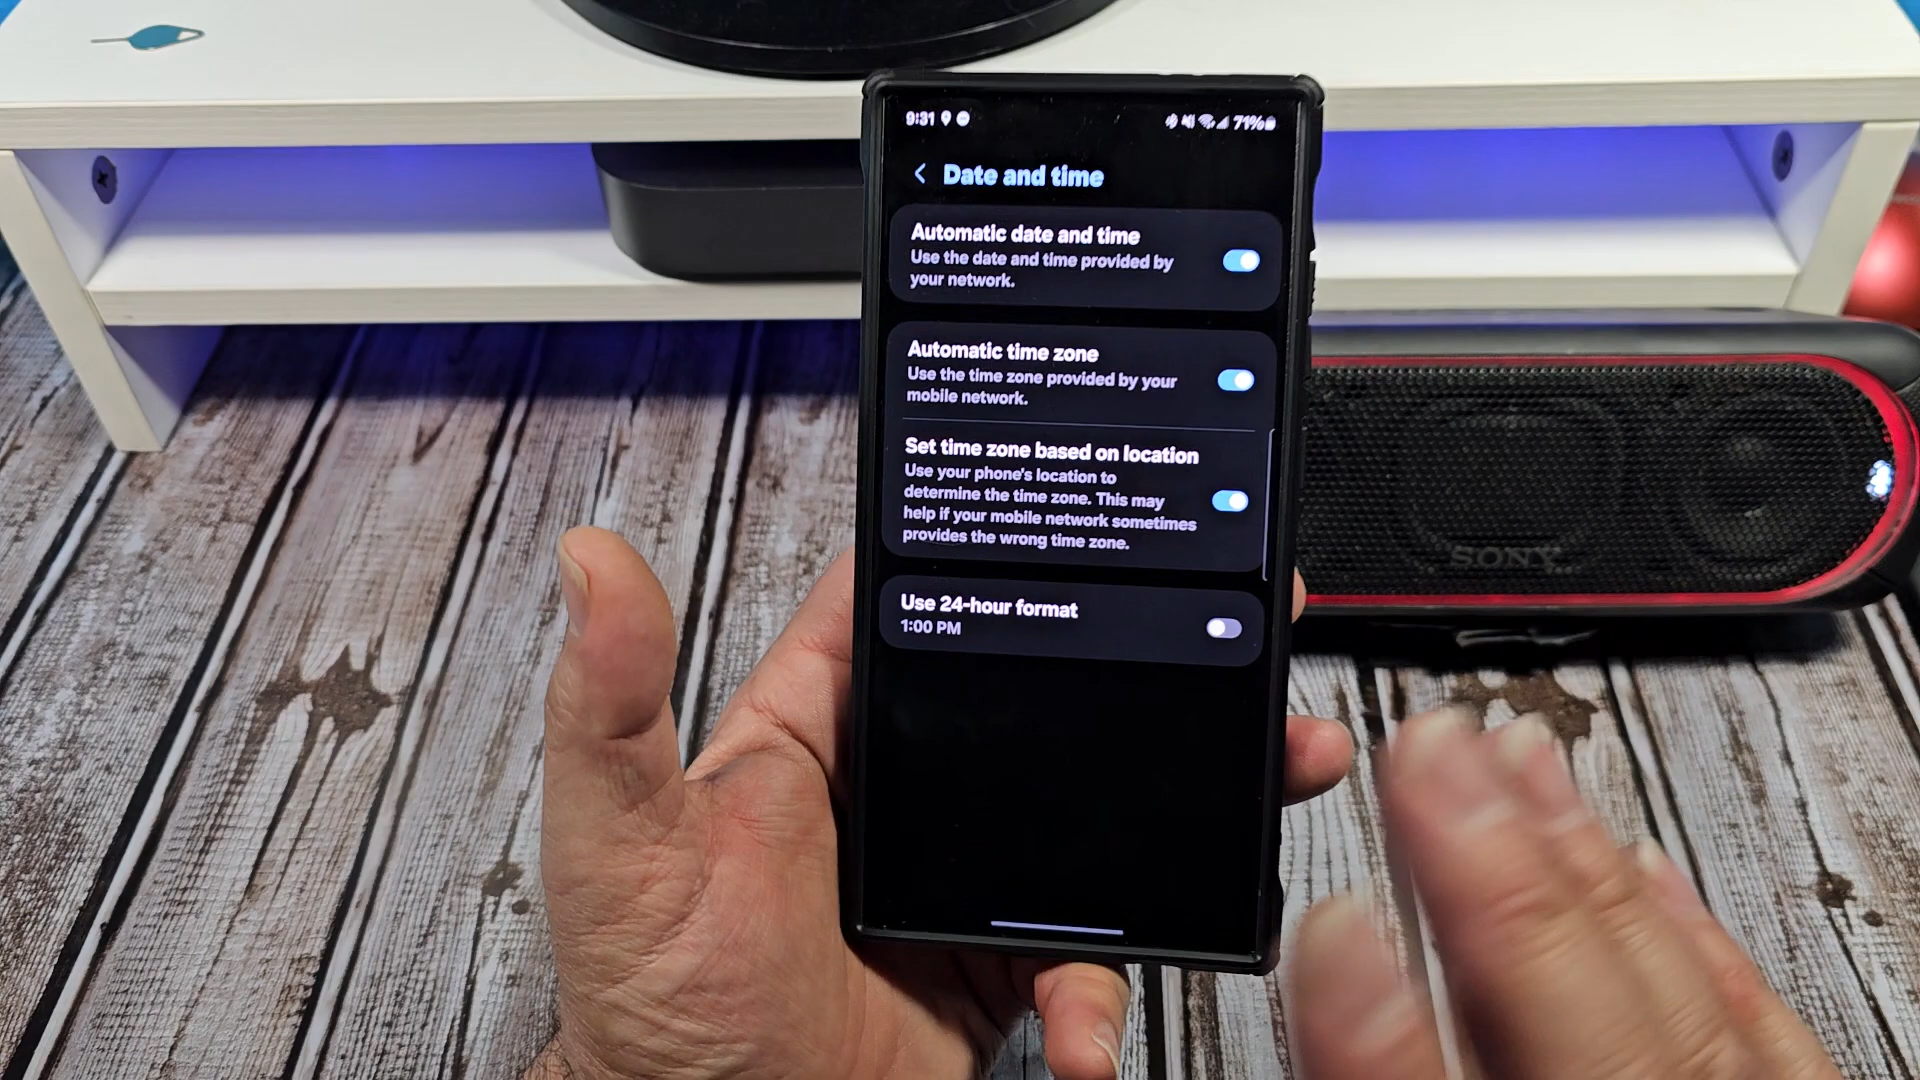 9:31
71%
Date and time
Automatic date and time
Use the date and time provided by
your network.
Automatic time zone
Use the time zone provided by your
mobile network.
Set time zone based on location
Use your phone's location to
determine the time zone. This may
help if your mobile network sometimes
provides the wrong time zone.
Use 24-hour format
1:00 PM
SONY